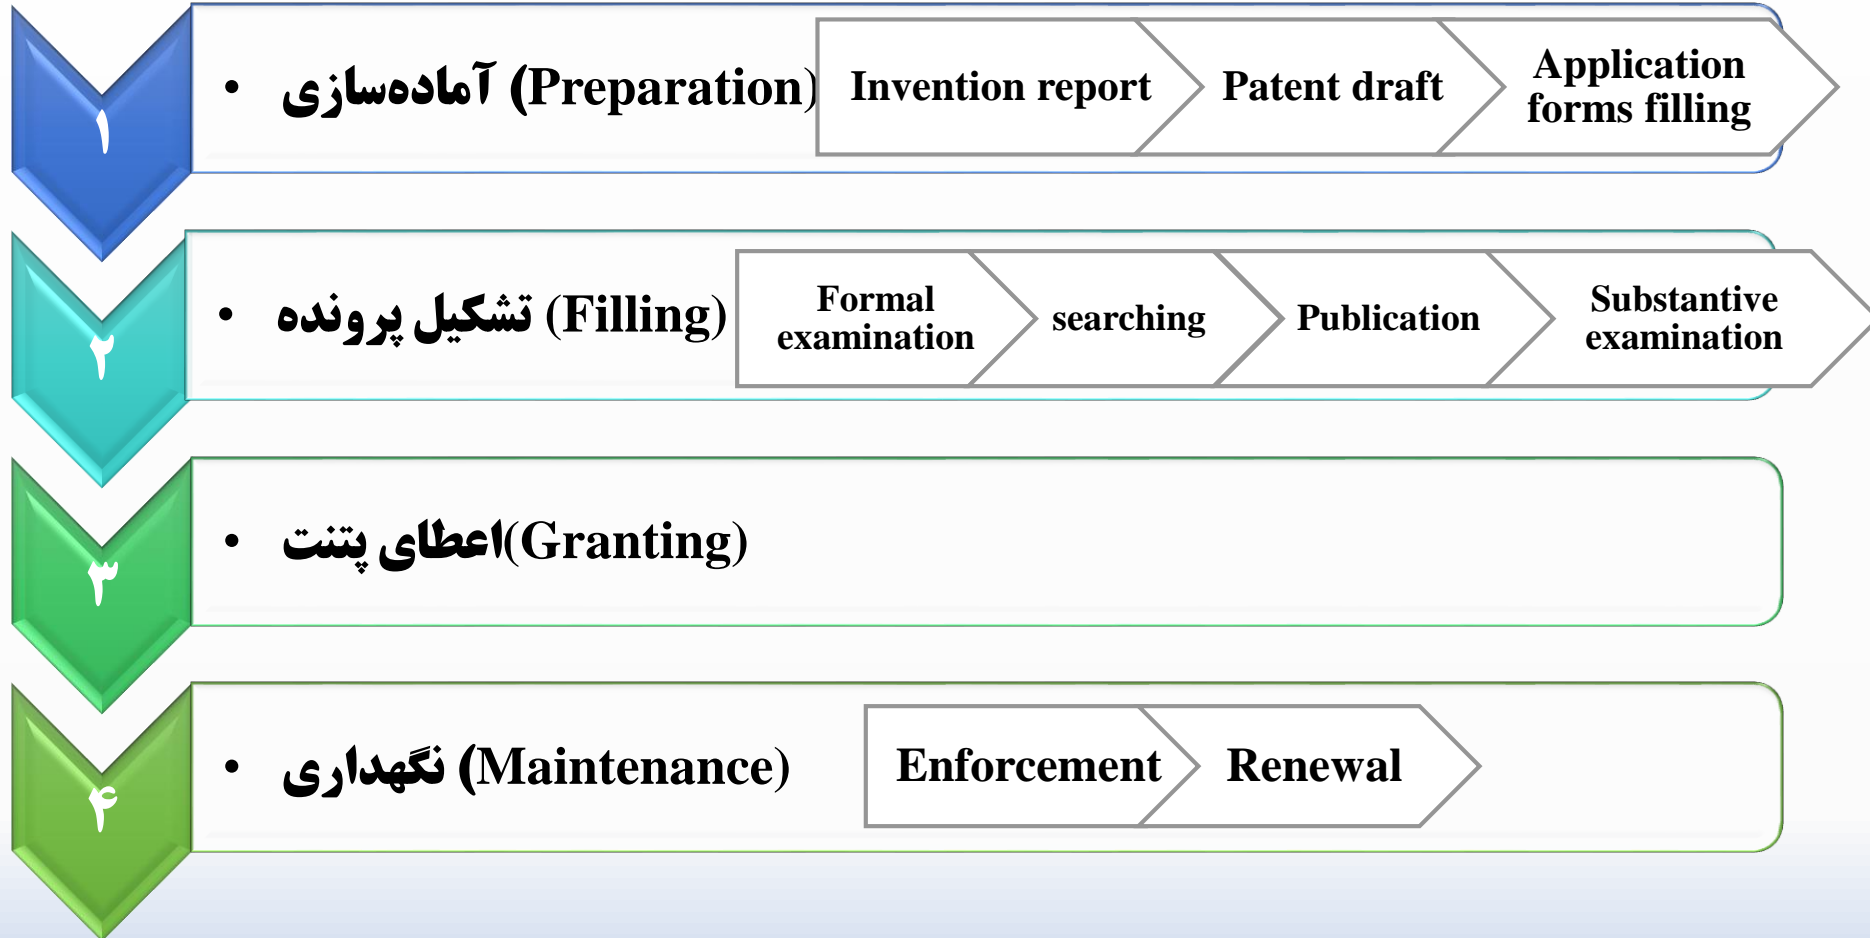 ۱
• آماده‌سازی (Preparation)
Invention report
Patent draft
Application
forms filling
۲
• تشکیل پرونده (Filling)
Formal
examination
searching
Publication
Substantive
examination
۳
• اعطای پتنت(Granting)
۴
• نگهداری (Maintenance)
Enforcement
Renewal